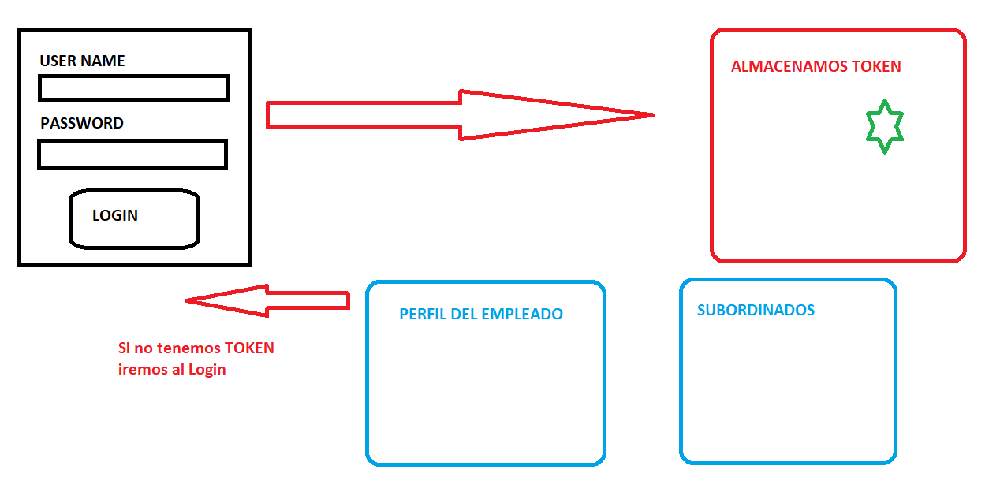 USER NAME
PASSWORD
LOGIN
ALMACENAMOS TOKEN
Si no tenemos TOKEN
iremos al Login
PERFIL DEL EMPLEADO
SUBORDINADOS